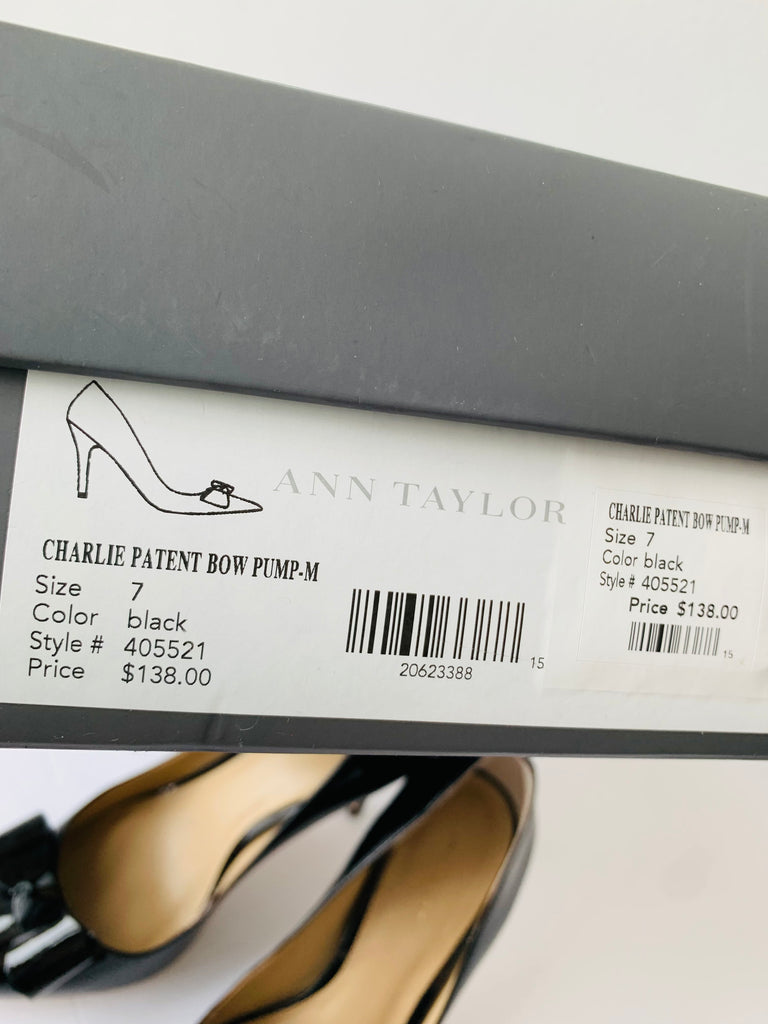 ANN TAYLOR
CHARLIE PATENT BOW PUMP-M
Size 7
Color black
Style # 405521
Price $138.00
20623388
15
CHARLIE PATENT BOW PUMP-M
Size 7
Color black
Style # 405521
Price $138.00
15